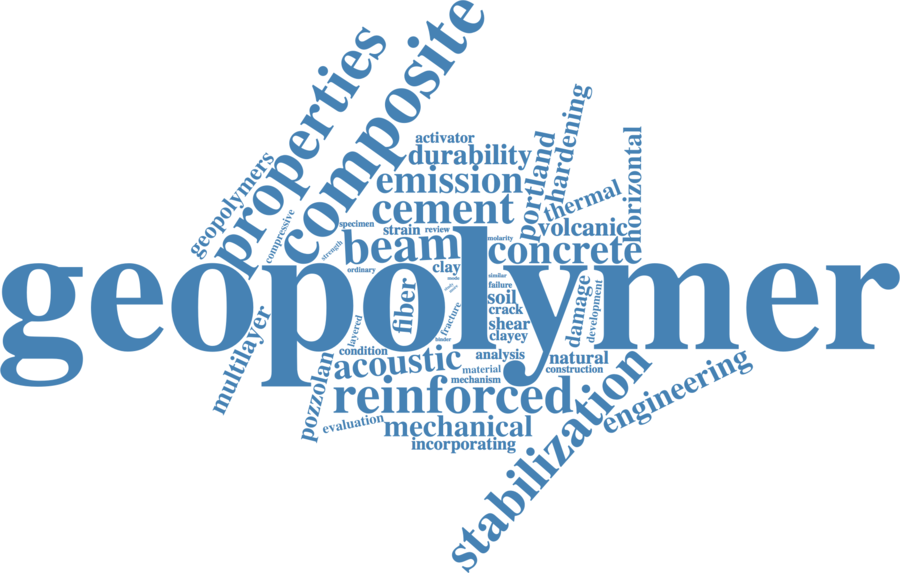 composite
properties
hardening
activator
portland
horizontal
durability
geopolymers
emission
thermal
cement
compressive
specimen
strain
review
volcanic
strength
beam
molarity
concrete
ordinary
clay
similar
geopolymer
fiber
failure
soil
damage
development
crack
fracture
shear
clayey
binder
multilayer
layered
condition
acoustic
analysis
natural
pozzolan
material
construction
mechanism
reinforced
stabilization
engineering
evaluation
mechanical
incorporating